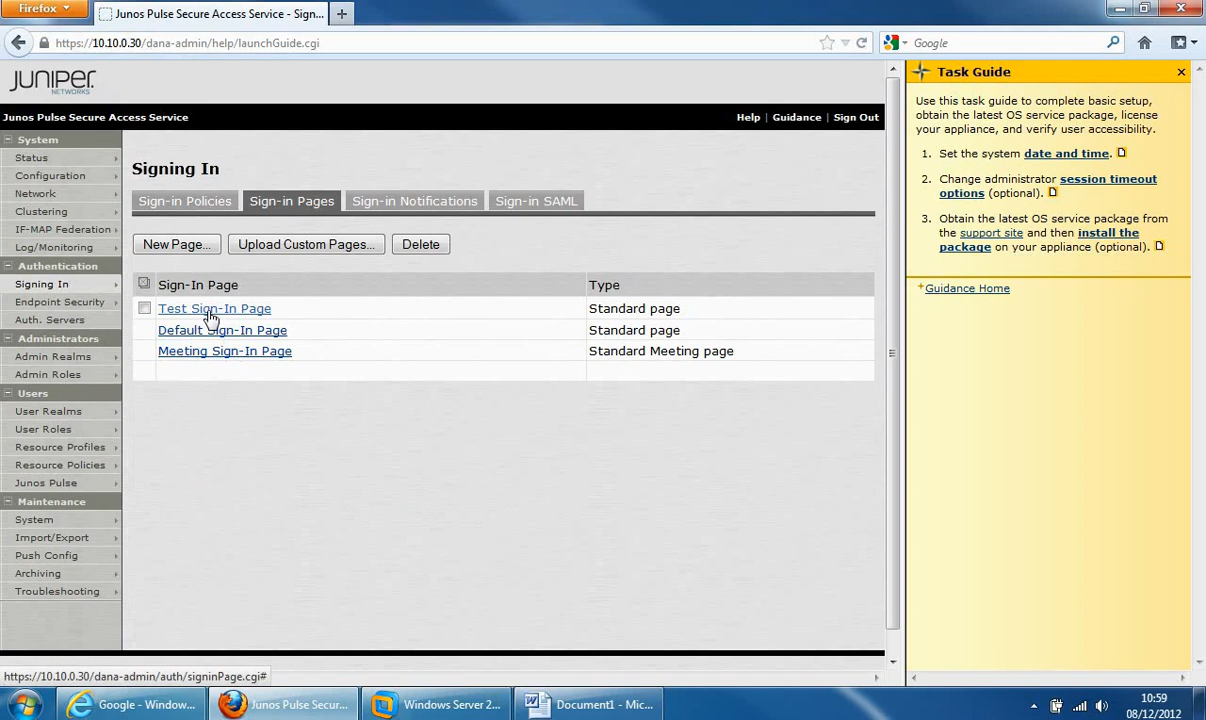 Firefox
Junos Pulse Secure Access Service - Sign...
https://10.10.0.30/dana-admin/help/launchGuide.cgi
Google
JUNIPER
NETWORKS
Junos Pulse Secure Access Service
Help | Guidance | Sign Out
System
Status
Configuration
Network
Clustering
IF-MAP Federation
Log/Monitoring
Authentication
Signing In
Endpoint Security
Auth. Servers
Administrators
Admin Realms
Admin Roles
Users
User Realms
User Roles
Resource Profiles
Resource Policies
Junos Pulse
Maintenance
System
Import/Export
Push Config
Archiving
Troubleshooting
Signing In
Sign-in Policies
Sign-in Pages
Sign-in Notifications
Sign-in SAML
New Page...
Upload Custom Pages...
Delete
Sign-In Page Type
Test Sign-In Page Standard page
Default Sign-In Page Standard page
Meeting Sign-In Page Standard Meeting page
Task Guide
Use this task guide to complete basic setup,
obtain the latest OS service package, license
your appliance, and verify user accessibility.
1. Set the system date and time.
2. Change administrator session timeout
options (optional).
3. Obtain the latest OS service package from
the support site and then install the
package on your appliance (optional).
Guidance Home
https://10.10.0.30/dana-admin/auth/signinPage.cgi#
Google - Window...
Junos Pulse Secur...
Windows Server 2...
Document1 - Mic...
10:59
08/12/2012